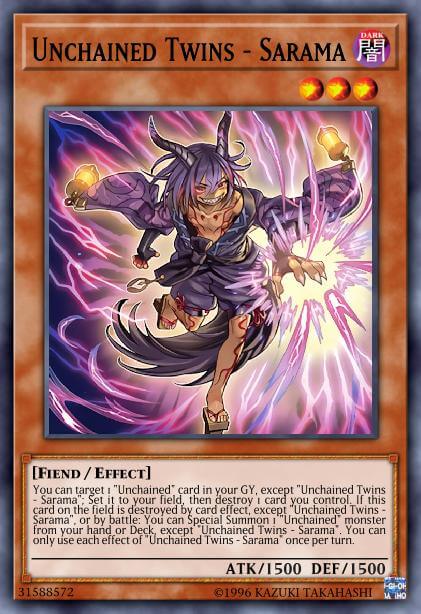 UNCHAINED TWINS - SARAMA
DARK
闇
[FIEND / EFFECT]
You can target 1 "Unchained" card in your GY, except "Unchained Twins
- Sarama"; Set it to your field, then destroy 1 card you control. If this
card on the field is destroyed by card effect, except "Unchained Twins -
Sarama", or by battle: You can Special Summon 1 "Unchained" monster
from your hand or Deck, except "Unchained Twins - Sarama". You can
only use each effect of "Unchained Twins - Sarama" once per turn.
ATK/1500 DEF/1500
31588572
©1996 KAZUKI TAKAHASHI